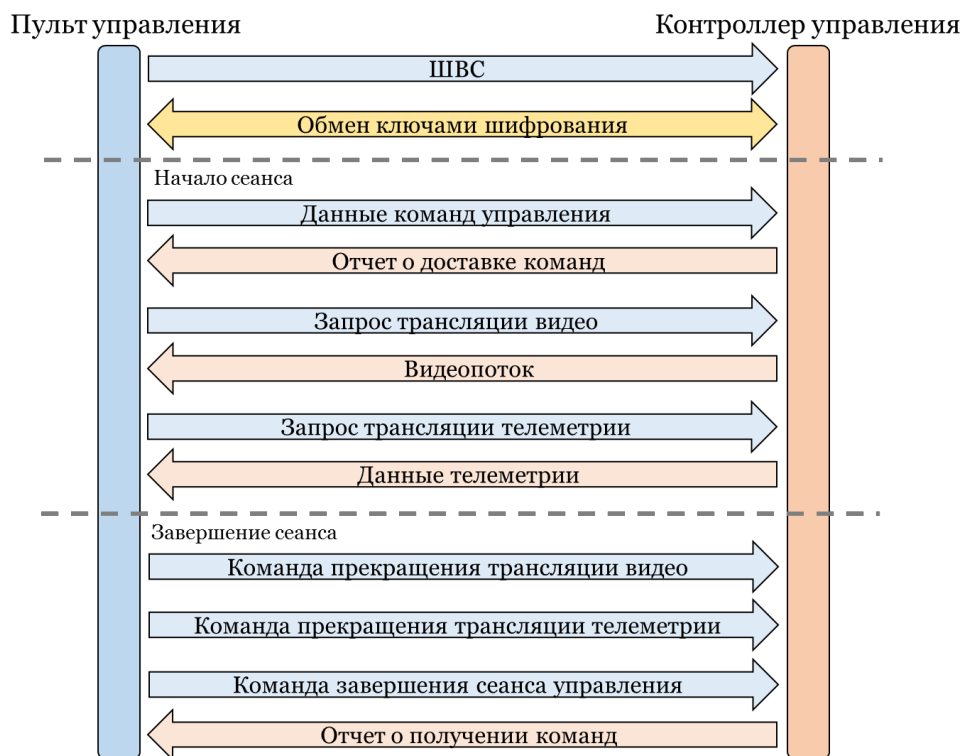 Пульт управления
Контроллер управления
ШВС
Обмен ключами шифрования
Начало сеанса
Данные команд управления
Отчет о доставке команд
Запрос трансляции видео
Видеопоток
Запрос трансляции телеметрии
Данные телеметрии
Завершение сеанса
Команда прекращения трансляции видео
Команда прекращения трансляции телеметрии
Команда завершения сеанса управления
Отчет о получении команд